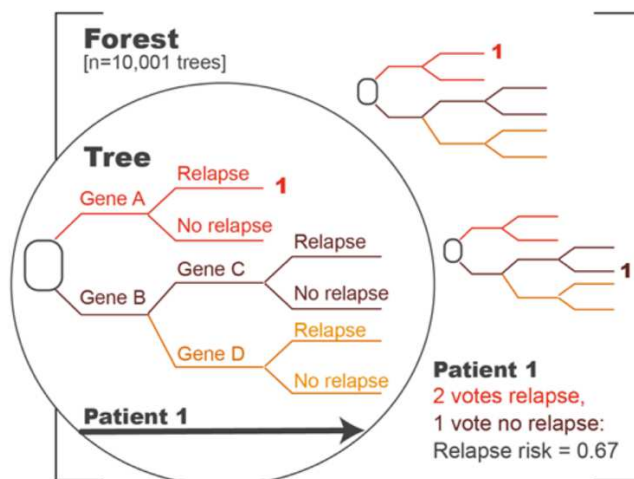 Forest
[n=10,001 trees]
1
Tree
Relapse
1
Gene A
No relapse
Relapse
Gene C
No relapse
1
Gene B
Relapse
Gene D
No relapse
Patient 1
Patient 1
2 votes relapse,
1 vote no relapse:
Relapse risk = 0.67